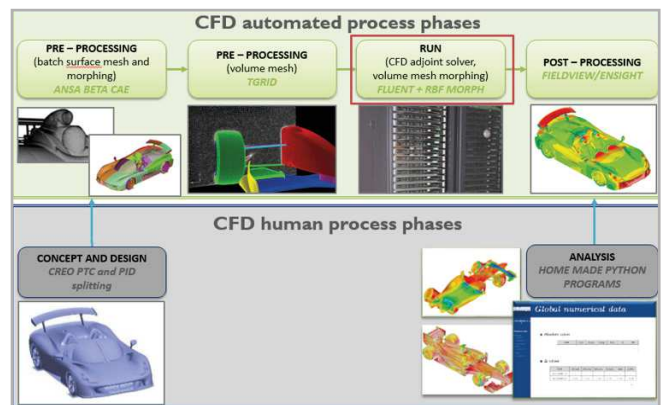 CFD automated process phases
PRE – PROCESSING
(batch surface mesh and
morphing)
ANSA BETA CAE
PRE – PROCESSING
(volume mesh)
TGRID
RUN
(CFD adjoint solver,
volume mesh morphing)
FLUENT + RBF MORPH
POST – PROCESSING
FIELDVIEW/ENSIGHT
CFD human process phases
CONCEPT AND DESIGN
CREO PTC and PID
splitting
ANALYSIS
HOME MADE PYTHON
PROGRAMS
Global numerical data